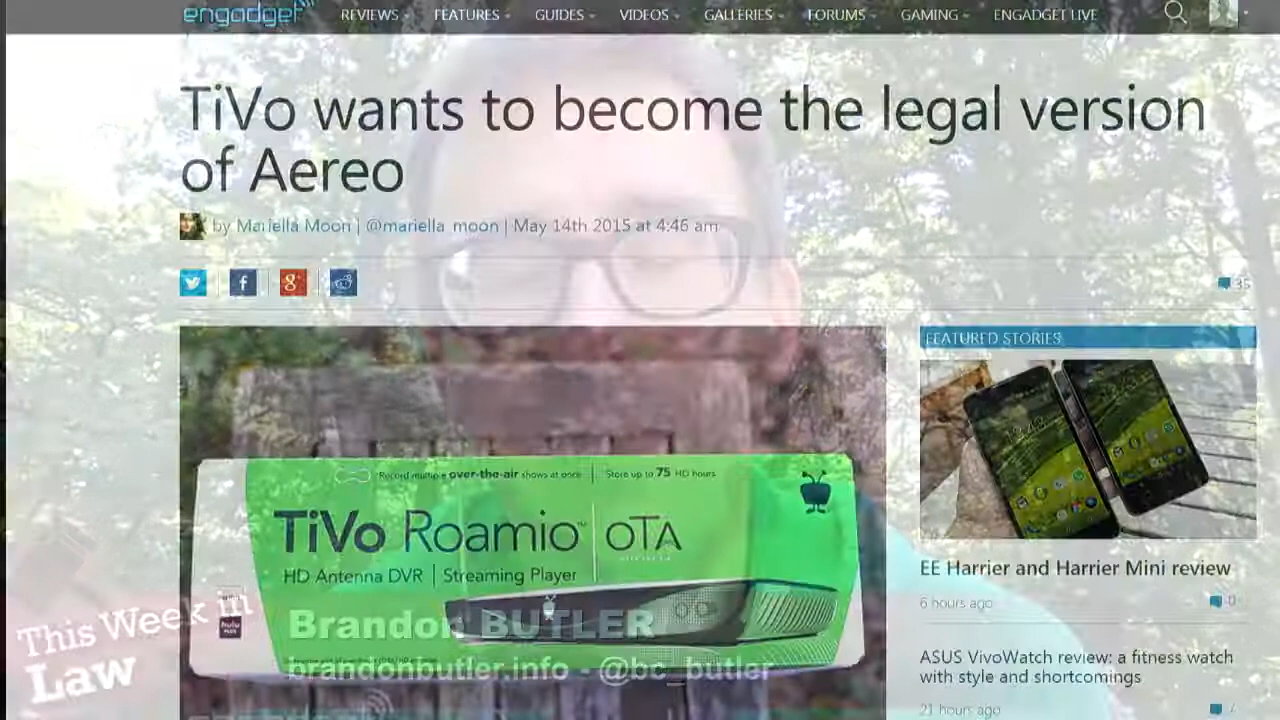 engadget REVIEWS FEATURES GUIDES VIDEOS GALLERIES FORUMS GAMING ENGADGET LIVE
TiVo wants to become the legal version
of Aereo
by Mariella Moon | @mariella_moon | May 14th 2015 at 4:46 am
35
FEATURED STORIES
Record multiple over-the-air shows at once | Store up to 75 HD hours
TiVo Roamio OTA
HD Antenna DVR | Streaming Player
hulu PLUS
EE Harrier and Harrier Mini review
6 hours ago 0
ASUS VivoWatch review: a fitness watch
with style and shortcomings
21 hours ago
This Week in
Law
Brandon BUTLER
brandonbutler.info - @bc_butler